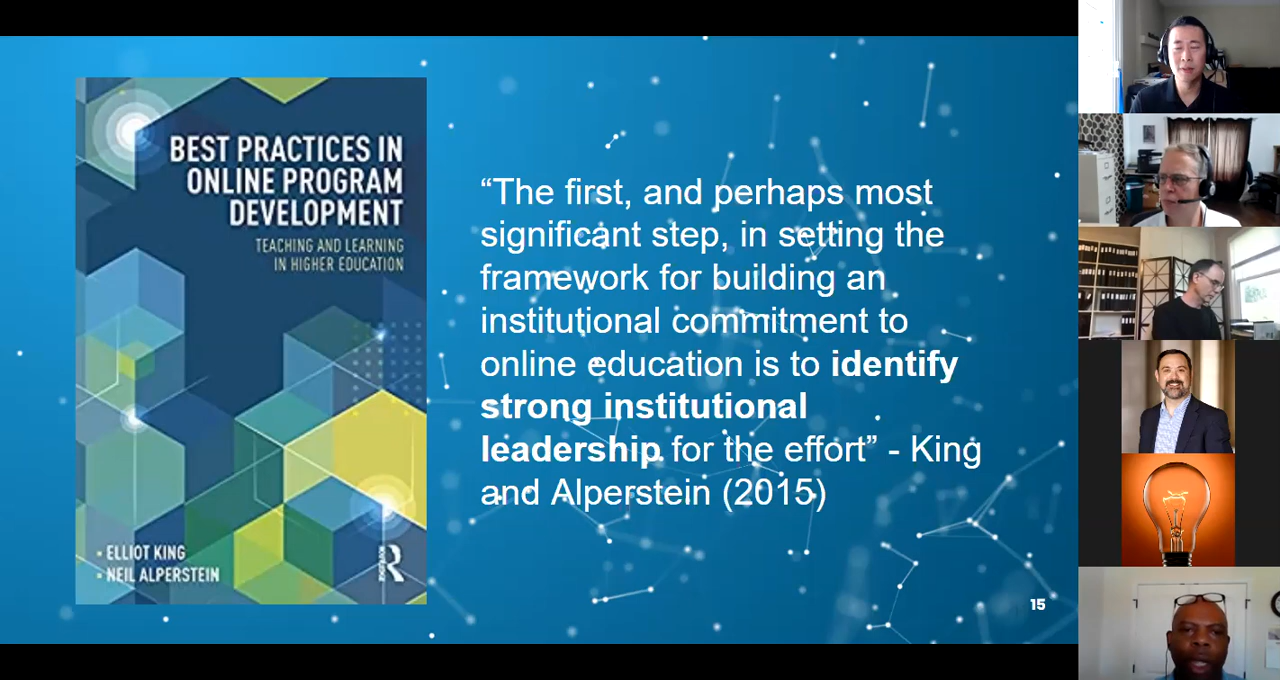 BEST PRACTICES IN
ONLINE PROGRAM
DEVELOPMENT
TEACHING AND LEARNING
IN HIGHER EDUCATION
• ELLIOT KING
• NEIL ALPERSTEIN
“The first, and perhaps most
significant step, in setting the
framework for building an
institutional commitment to
online education is to identify
strong institutional
leadership for the effort” - King
and Alperstein (2015)
15